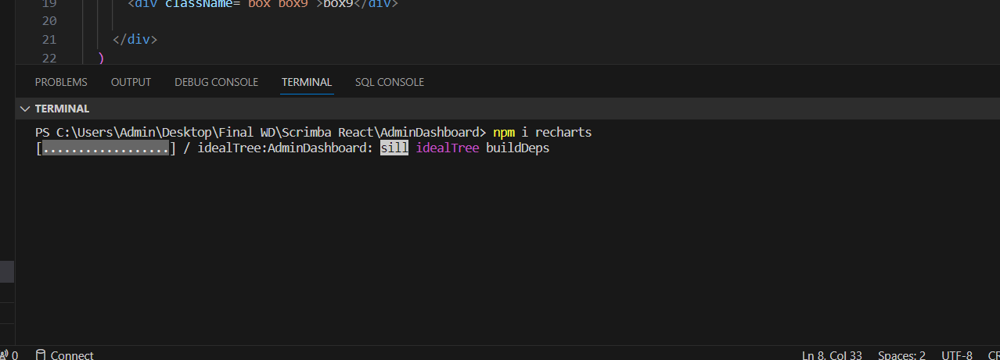 19 <div className="box box9">box9</div>
20
21 </div>
22 )
PROBLEMS OUTPUT DEBUG CONSOLE TERMINAL SQL CONSOLE
TERMINAL
PS C:\Users\Admin\Desktop\Final WD\Scrimba React\AdminDashboard> npm i recharts
[..................] / idealTree:AdminDashboard: sill idealTree buildDeps
0 Connect Ln 8, Col 33 Spaces: 2 UTF-8 CR